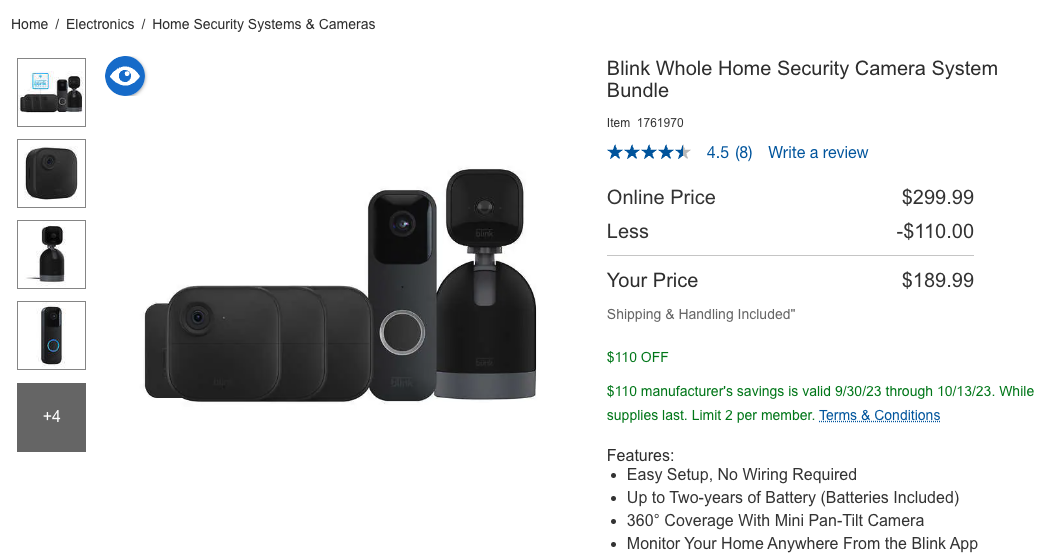 Home / Electronics / Home Security Systems & Cameras
Blink Whole Home Security Camera System
Bundle
Item 1761970
4.5 (8) Write a review
Online Price $299.99
Less -$110.00
Your Price $189.99
Shipping & Handling Included"
$110 OFF
$110 manufacturer's savings is valid 9/30/23 through 10/13/23. While
supplies last. Limit 2 per member. Terms & Conditions
Features:
• Easy Setup, No Wiring Required
• Up to Two-years of Battery (Batteries Included)
• 360° Coverage With Mini Pan-Tilt Camera
• Monitor Your Home Anywhere From the Blink App
+4
blink
blink
blink